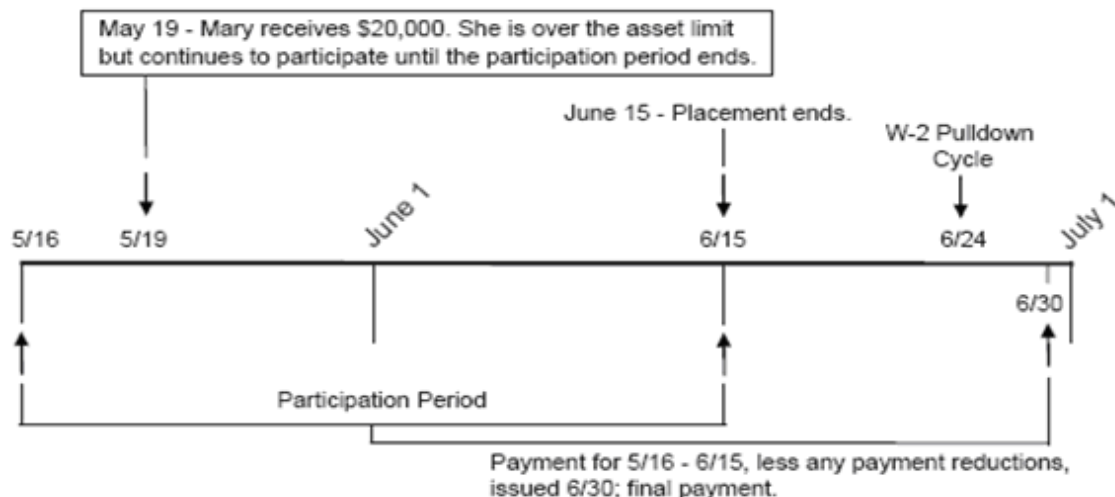 May 19 - Mary receives $20,000. She is over the asset limit
but continues to participate until the participation period ends.
June 15 - Placement ends.
W-2 Pulldown
Cycle
5/16
5/19
June 1
6/15
6/24
July 1
6/30
Participation Period
Payment for 5/16 - 6/15, less any payment reductions,
issued 6/30; final payment.